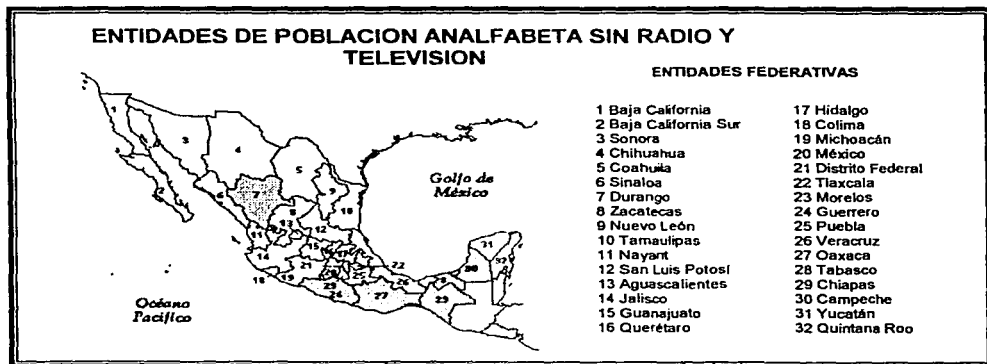 ENTIDADES DE POBLACION ANALFABETA SIN RADIO Y
TELEVISION
ENTIDADES FEDERATIVAS
1 Baja California
2 Baja California Sur
3 Sonora
4 Chihuahua
5 Coahuila
6 Sinaloa
7 Durango
8 Zacatecas
9 Nuevo León
10 Tamaulipas
11 Nayarit
12 San Luis Potosí
13 Aguascalientes
14 Jalisco
15 Guanajuato
16 Querétaro
17 Hidalgo
18 Colima
19 Michoacán
20 México
21 Distrito Federal
22 Tlaxcala
23 Morelos
24 Guerrero
25 Puebla
26 Veracruz
27 Oaxaca
28 Tabasco
29 Chiapas
30 Campeche
31 Yucatán
32 Quintana Roo
Golfo de
México
Océano
Pacífico
1
3
4
5
2
6
7
9
8
10
13
12
11
14
15
21
18
19
22
25
26
27
29
30
31
32